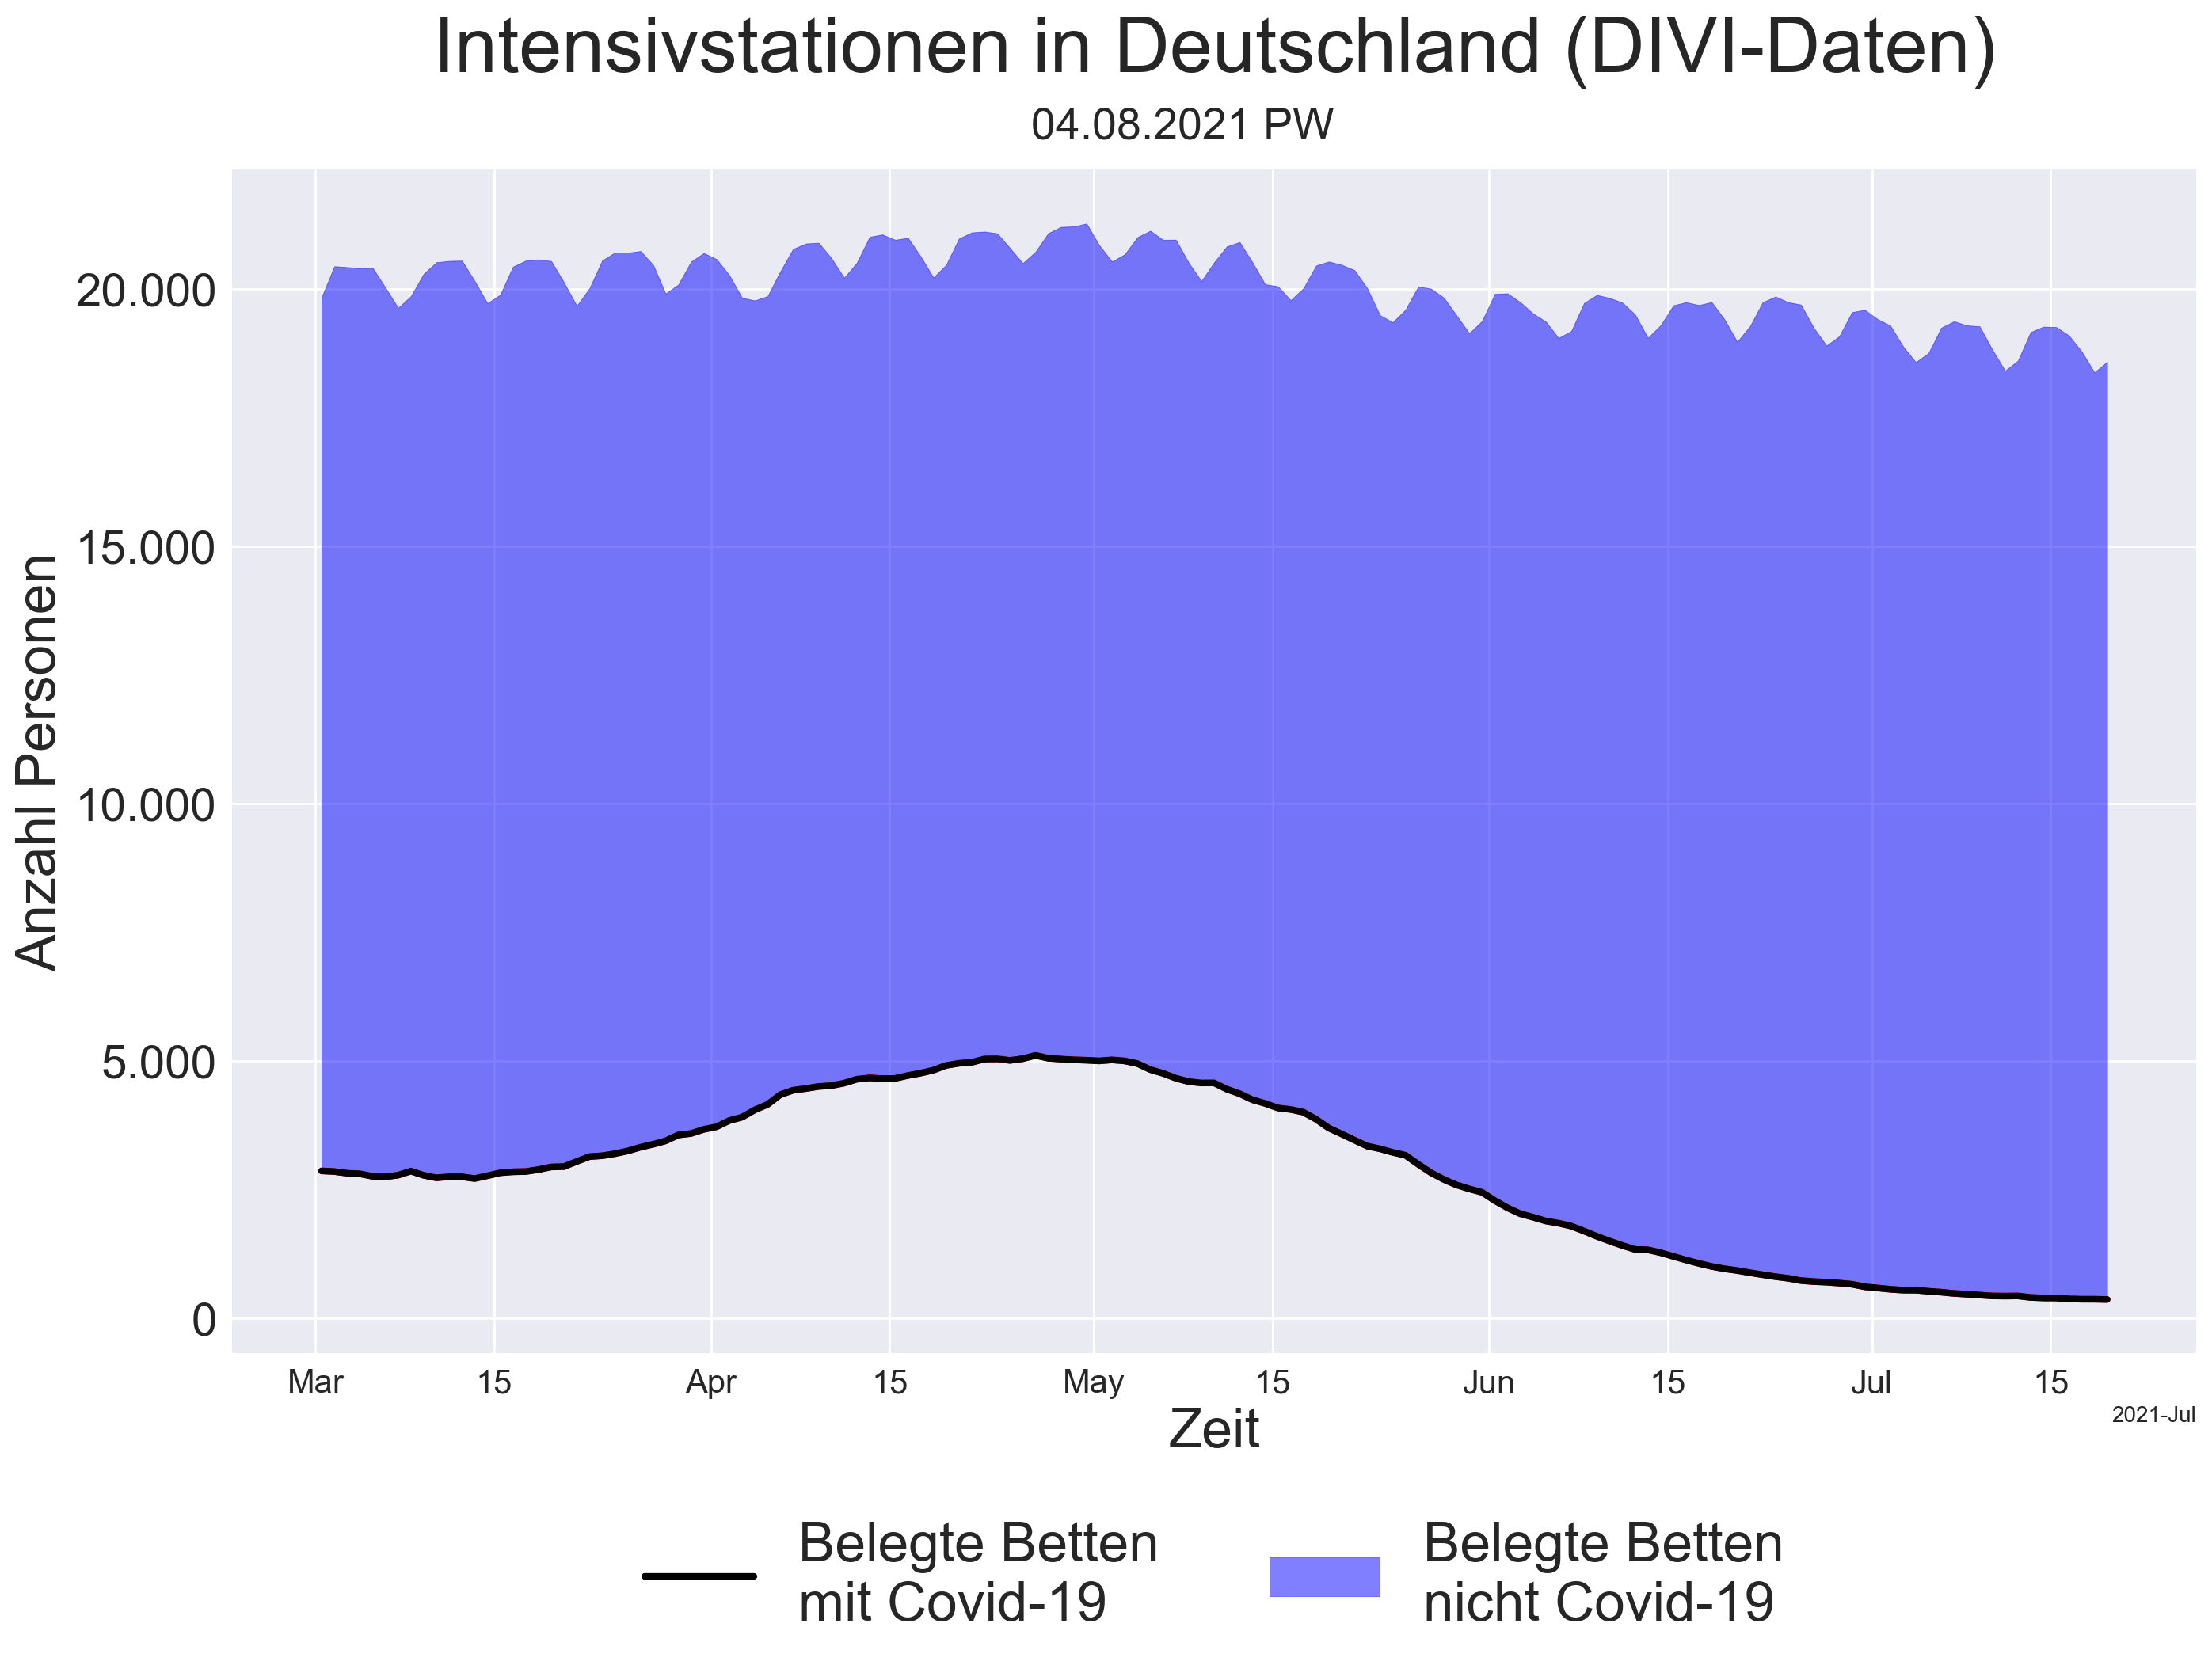 Intensivstationen in Deutschland (DIVI-Daten)
04.08.2021 PW
Anzahl Personen
20.000
15.000
10.000
5.000
0
Mar 15 Apr 15 May 15 Jun 15 Jul 15
2021-Jul
Zeit
Belegte Betten
mit Covid-19
Belegte Betten
nicht Covid-19